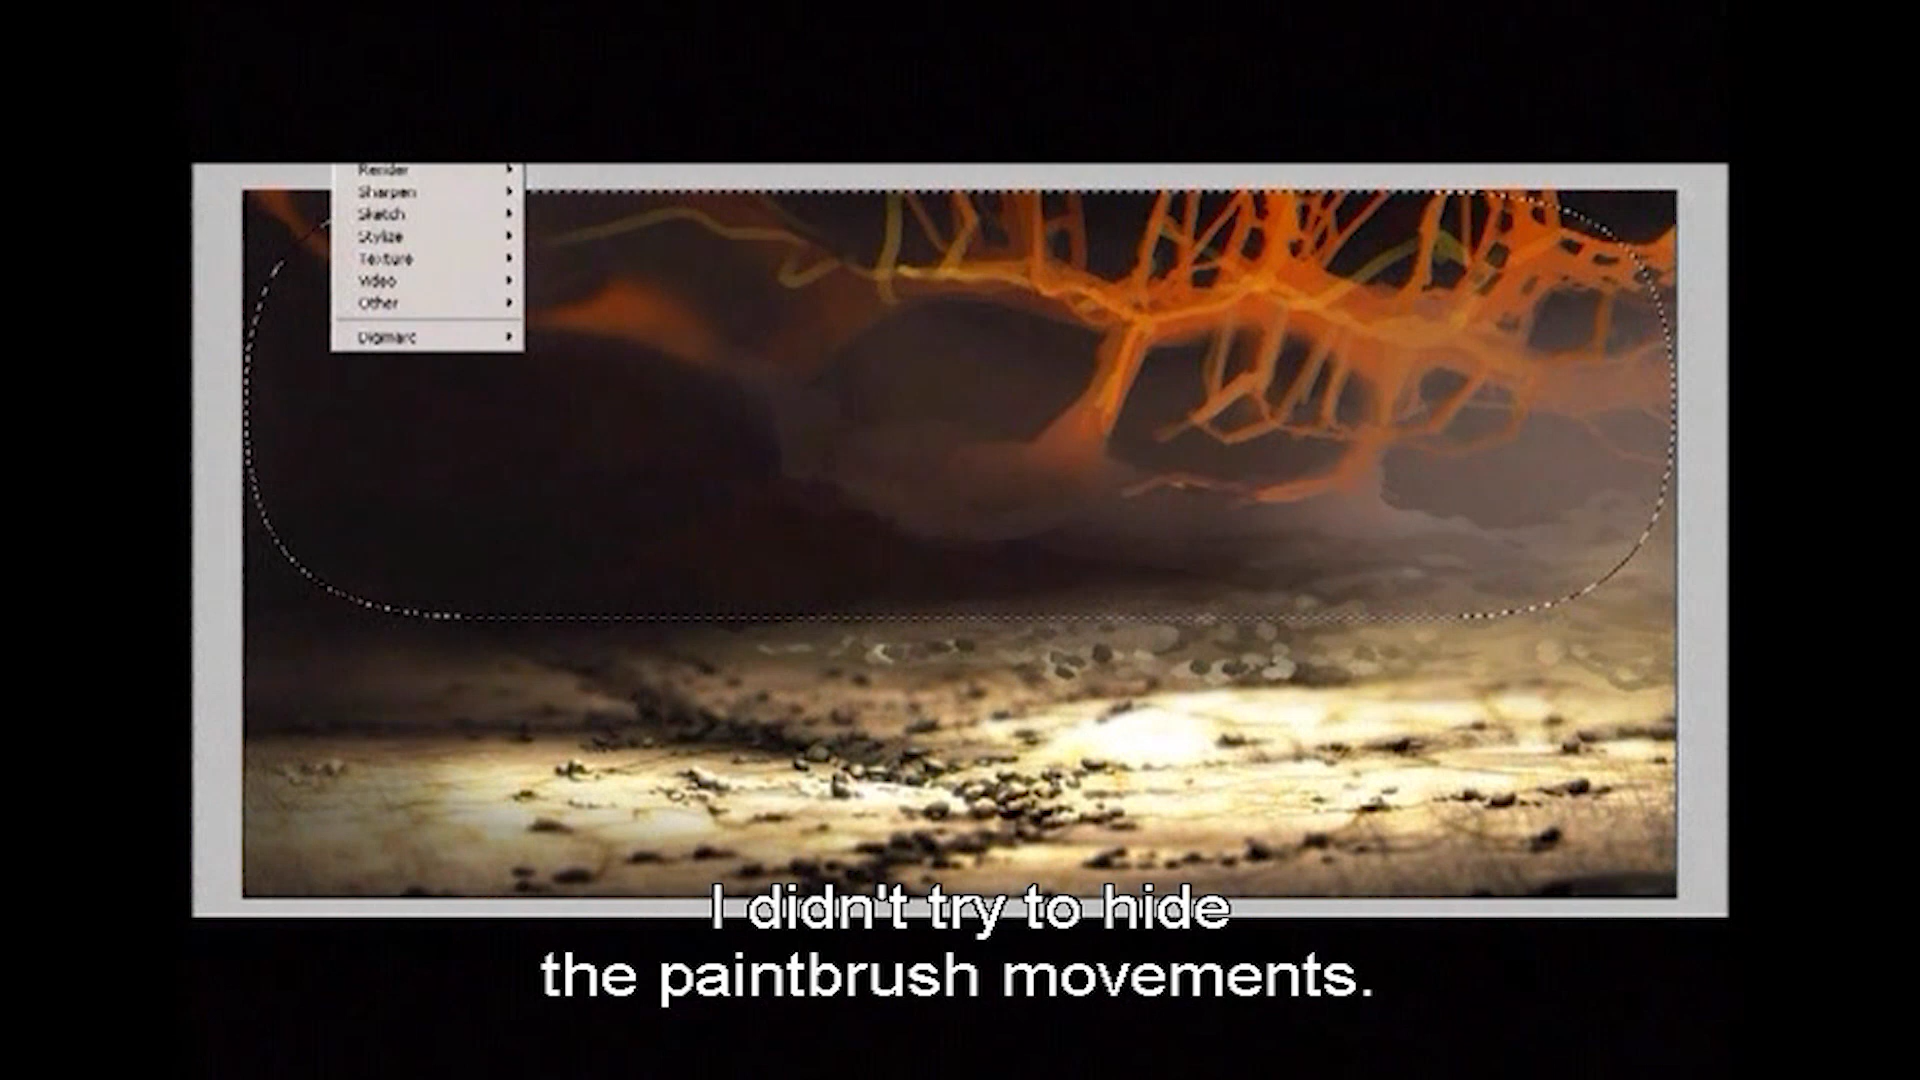 Render
Sharpen
Sketch
Stylize
Texture
Video
Other
Digimarc
I didn't try to hide
the paintbrush movements.